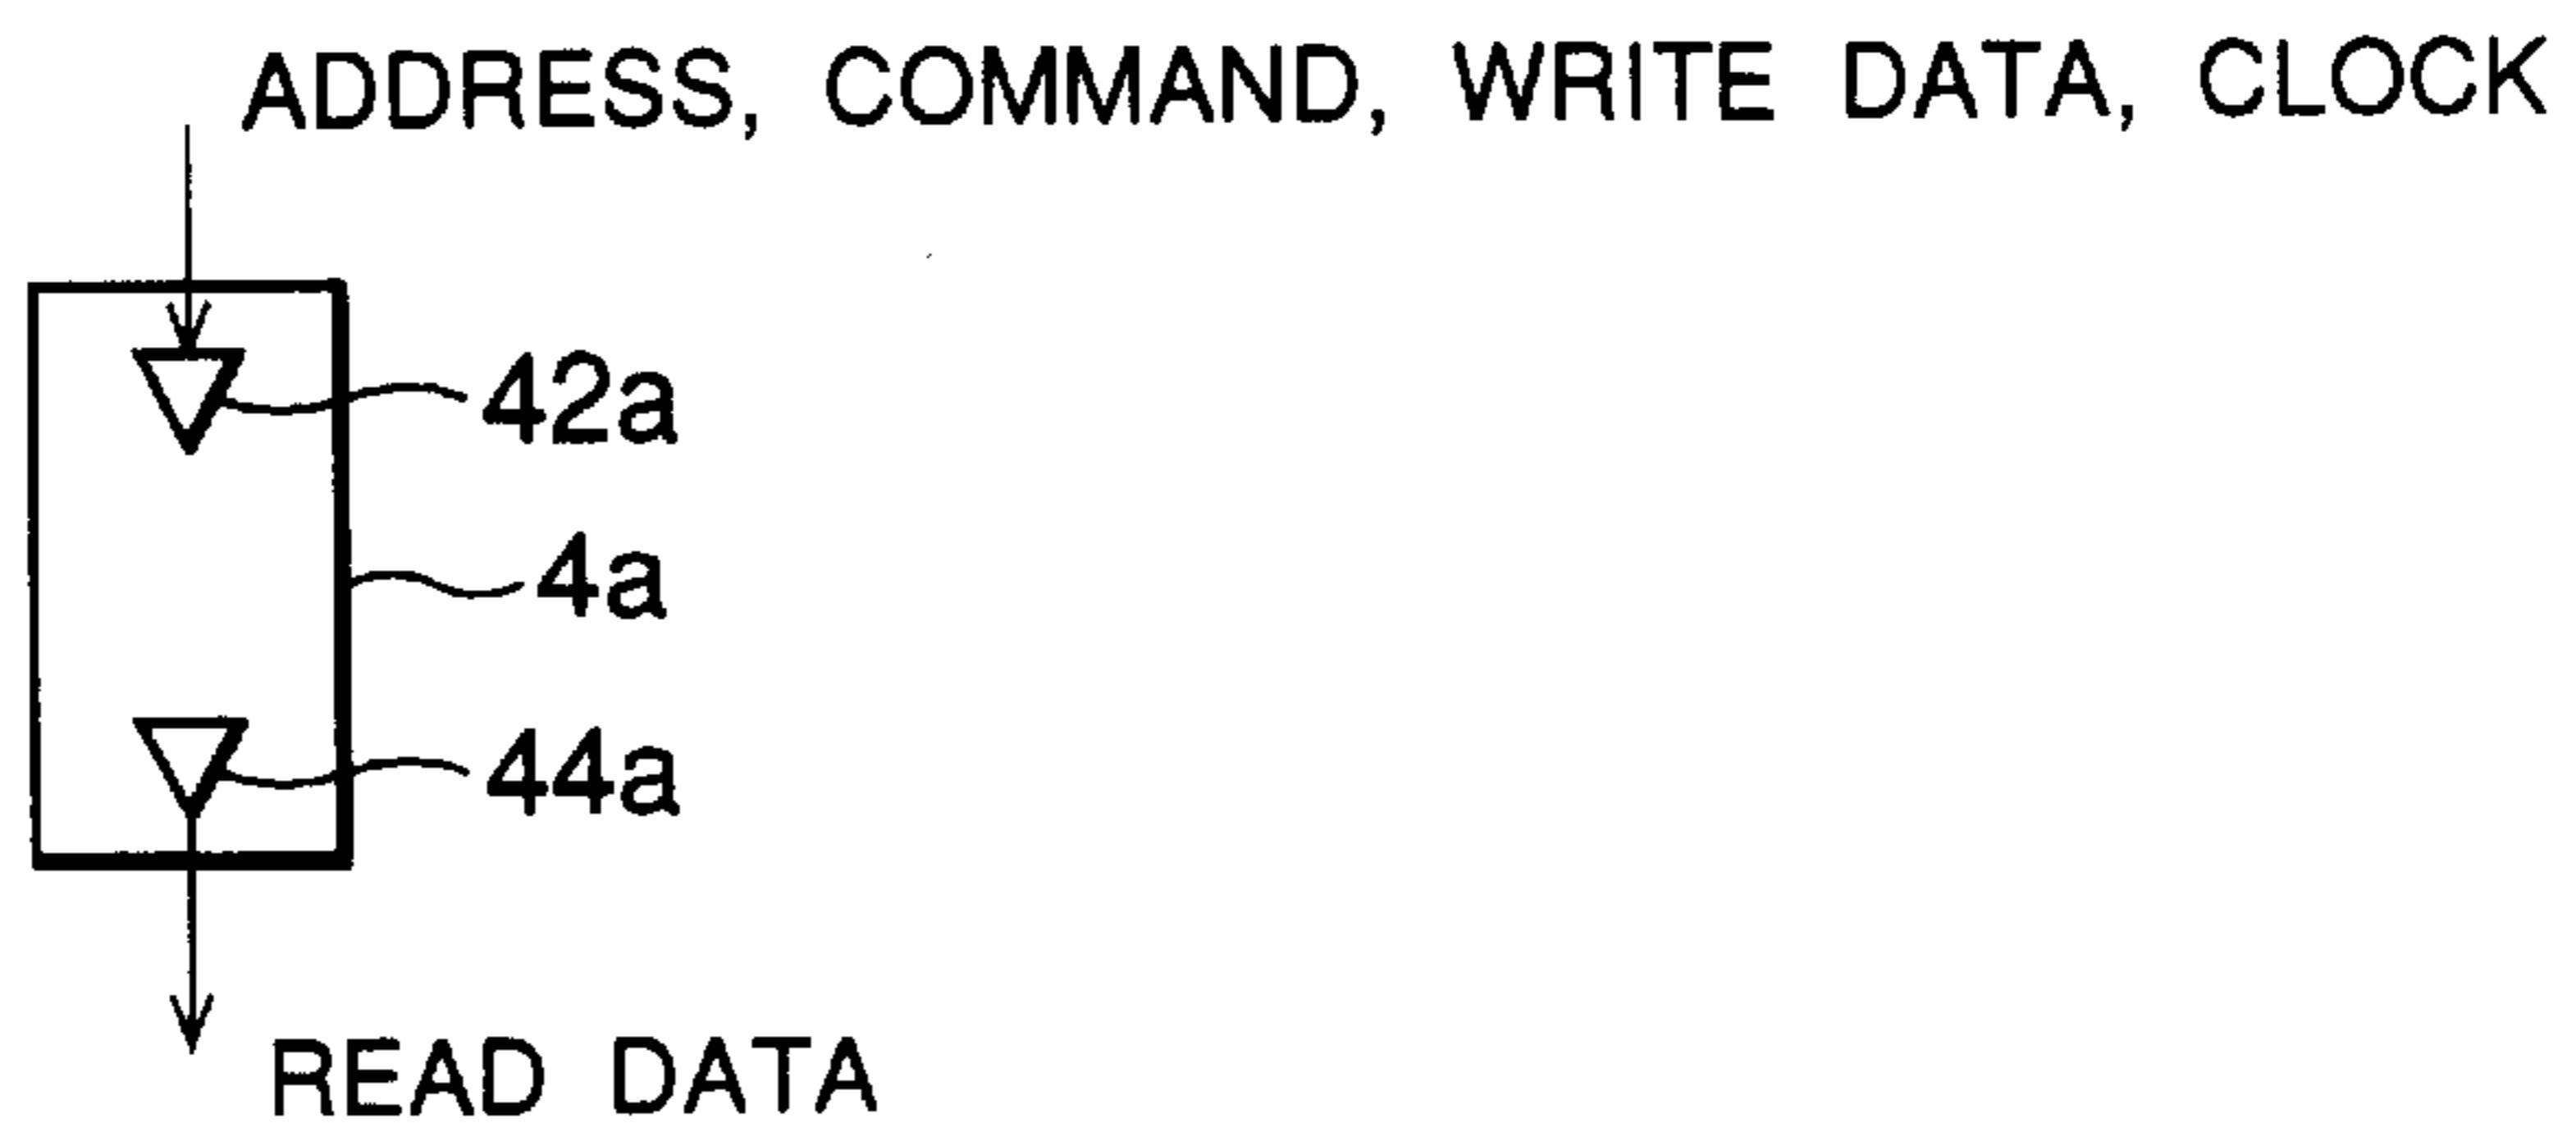 ADDRESS, COMMAND, WRITE DATA, CLOCK
42a
4a
44a
READ DATA